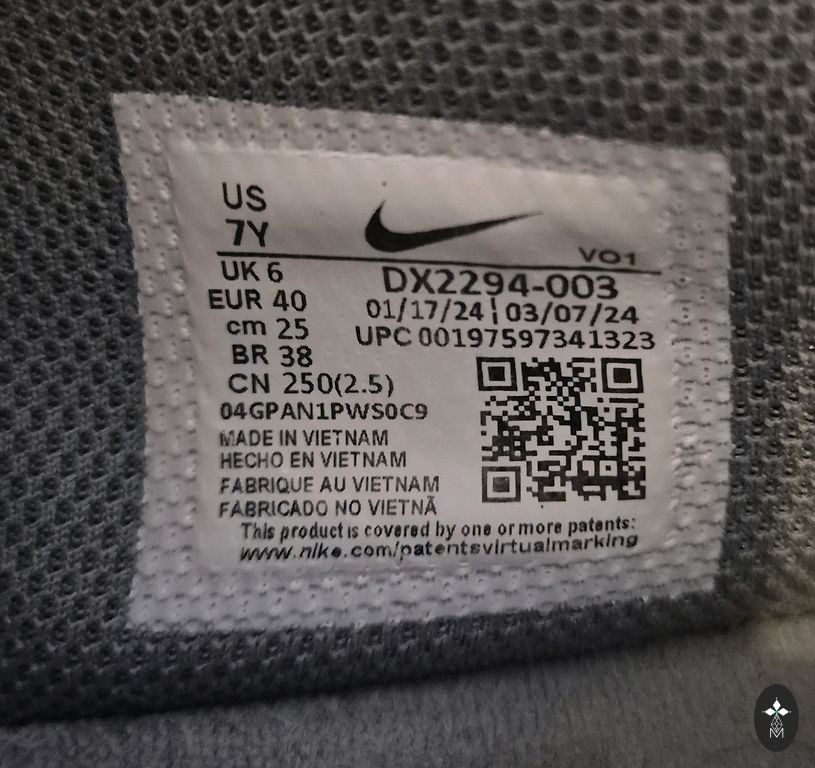 US
7Y
VO1
UK 6
DX2294-003
EUR 40
01/17/24 | 03/07/24
cm 25
UPC 00197597341323
BR 38
CN 250(2.5)
04GPAN1PWS0C9
MADE IN VIETNAM
HECHO EN VIETNAM
FABRIQUE AU VIETNAM
FABRICADO NO VIETNÃ
This product is covered by one or more patents:
www.nike.com/patentsvirtualmarking
M